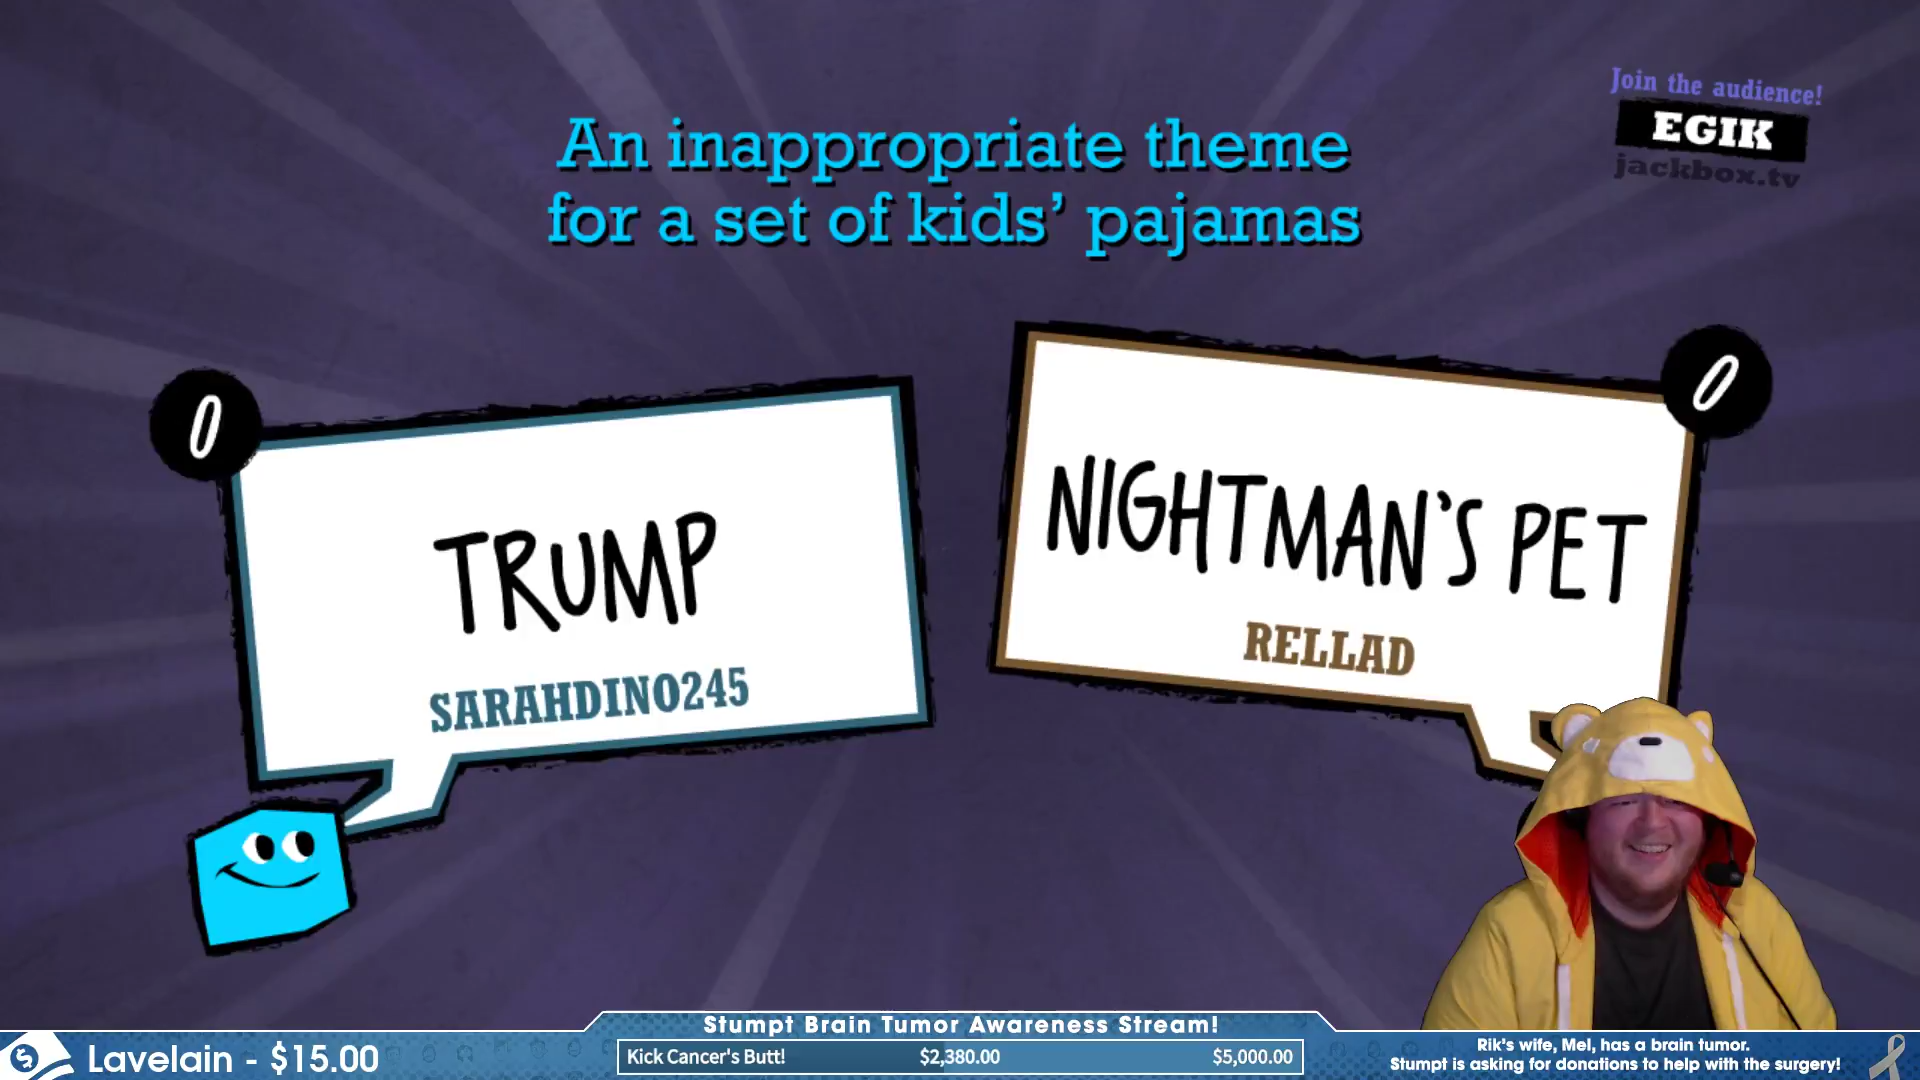 Join the audience!
EGIK
jackbox.tv
An inappropriate theme
for a set of kids’ pajamas
0
0
TRUMP
SARAHDINO245
NIGHTMAN’S PET
RELLAD
Stumpt Brain Tumor Awareness Stream!
Lavelain - $15.00
Kick Cancer's Butt! $2,380.00 $5,000.00
Rik's wife, Mel, has a brain tumor.
Stumpt is asking for donations to help with the surgery!